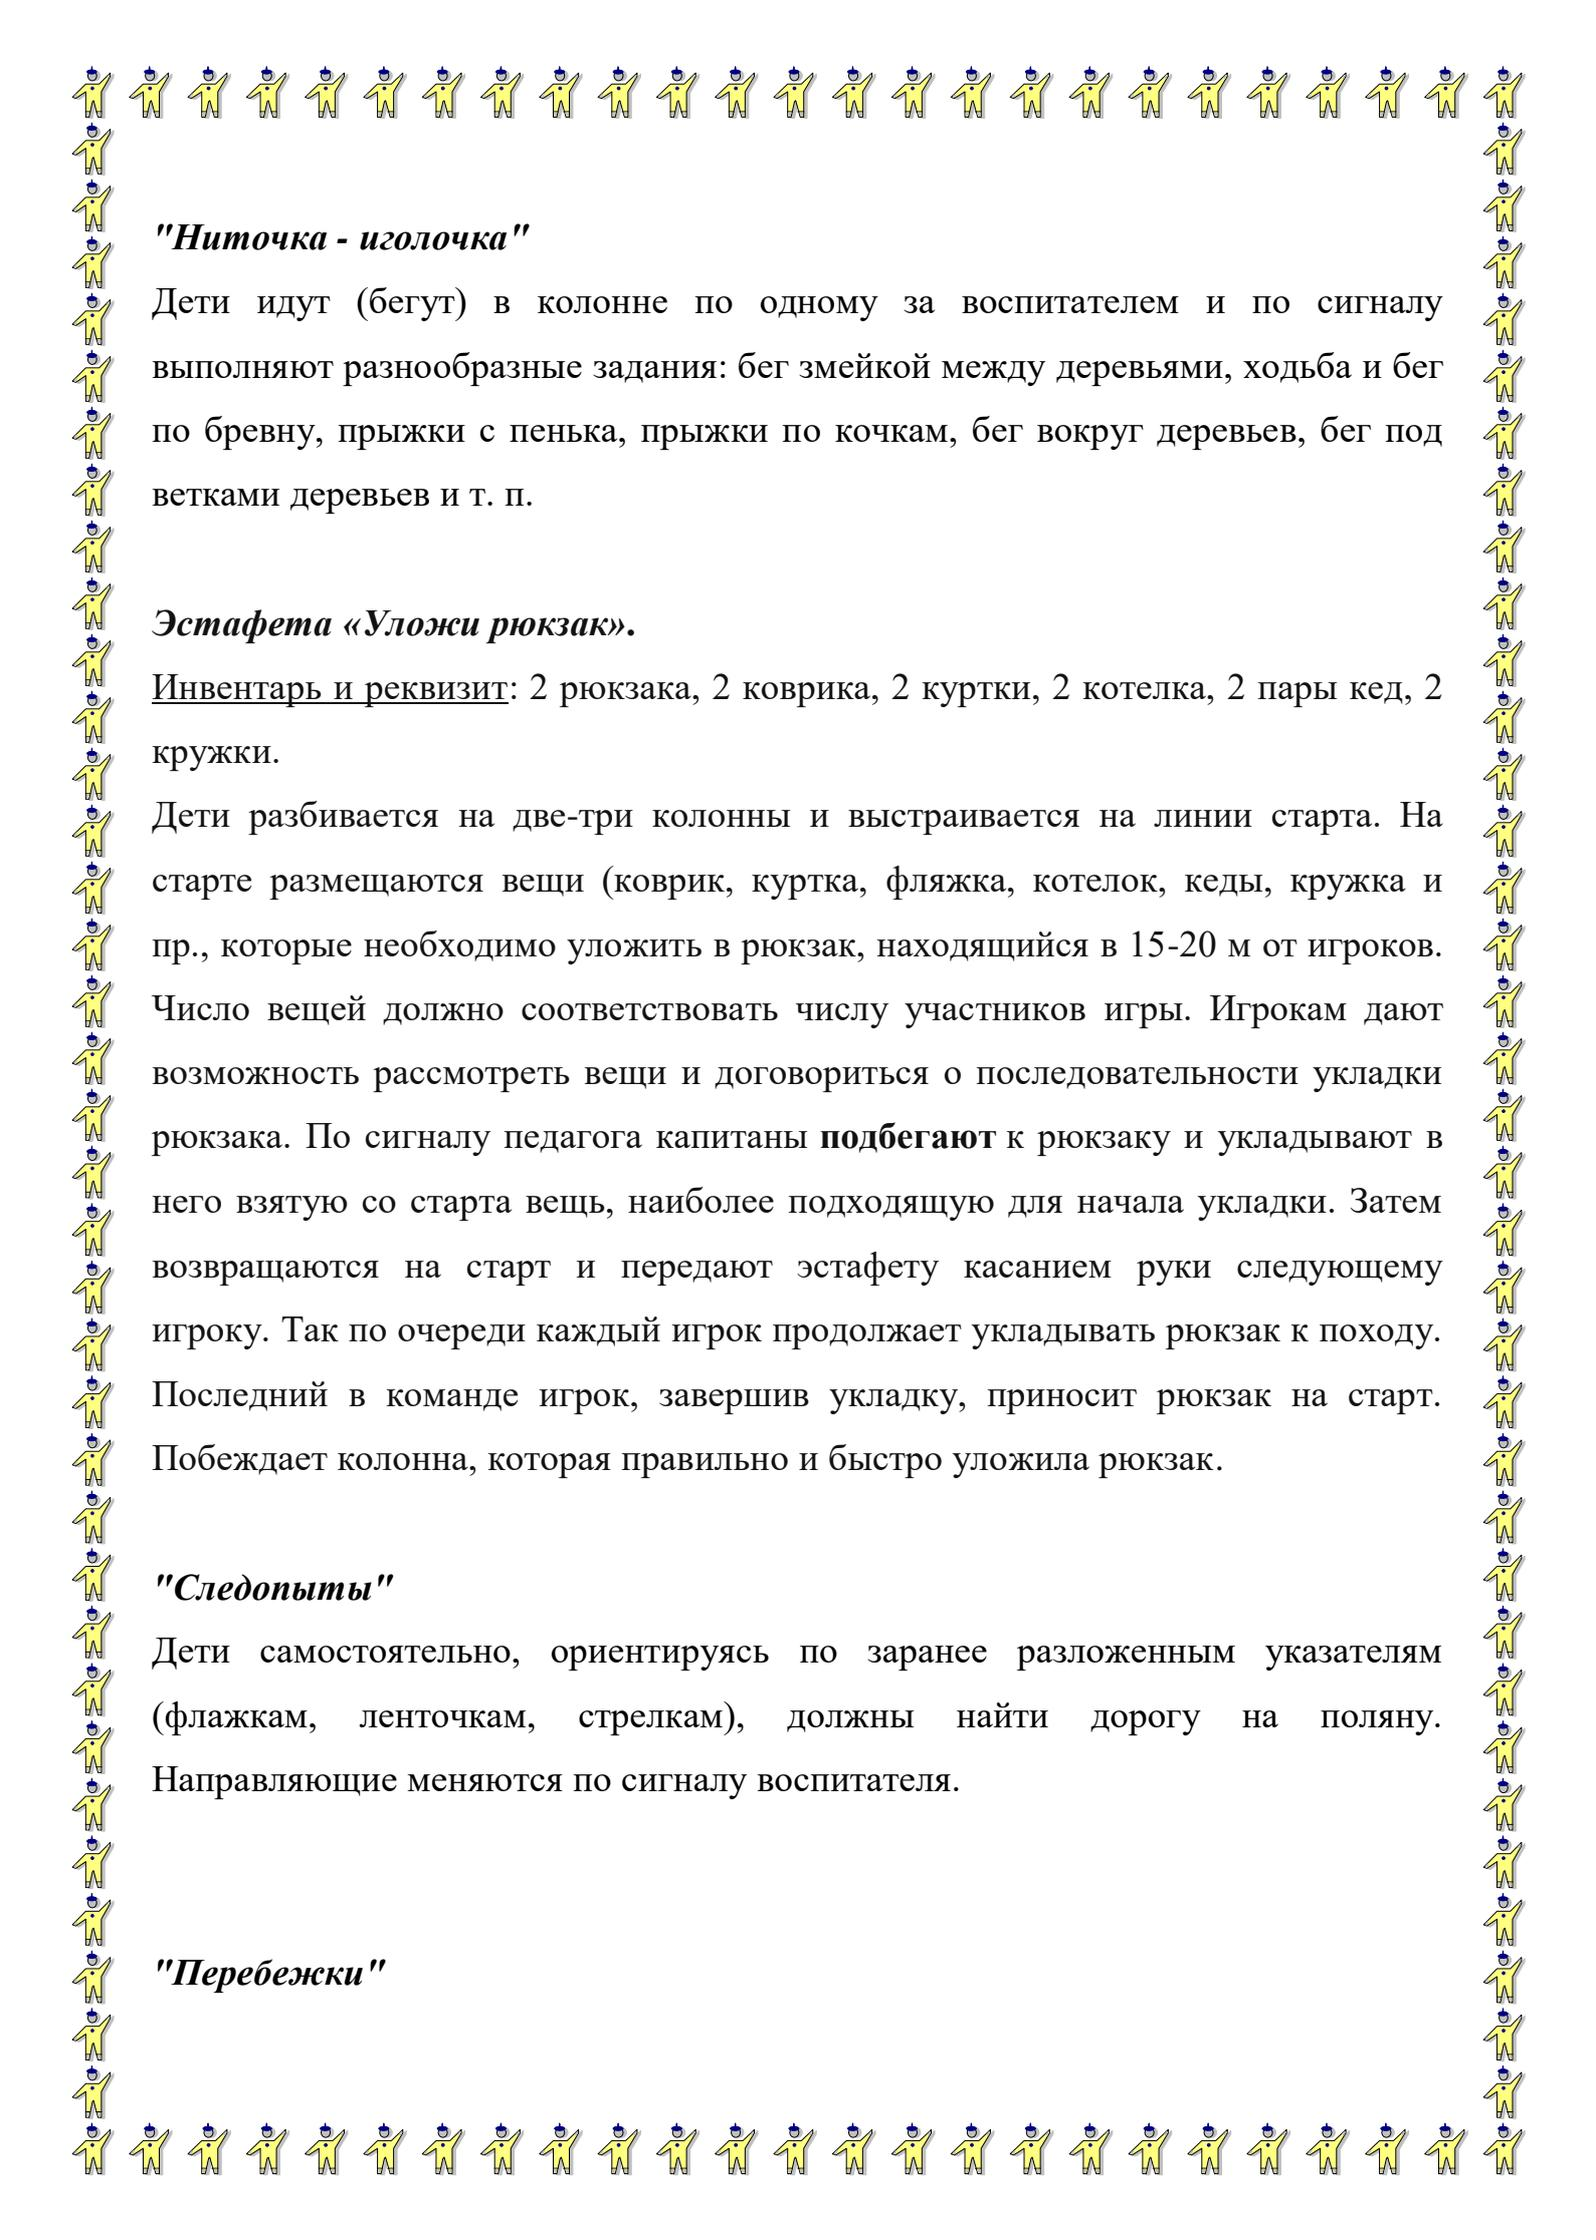 "Ниточка - иголочка"
Дети идут (бегут) в колонне по одному за воспитателем и по сигналу
выполняют разнообразные задания: бег змейкой между деревьями, ходьба и бег
по бревну, прыжки с пенька, прыжки по кочкам, бег вокруг деревьев, бег под
ветками деревьев и т. п.
Эстафета «Уложи рюкзак».
Инвентарь и реквизит: 2 рюкзака, 2 коврика, 2 куртки, 2 котелка, 2 пары кед, 2
кружки.
Дети разбивается на две-три колонны и выстраивается на линии старта. На
старте размещаются вещи (коврик, куртка, фляжка, котелок, кеды, кружка и
пр., которые необходимо уложить в рюкзак, находящийся в 15-20 м от игроков.
Число вещей должно соответствовать числу участников игры. Игрокам дают
возможность рассмотреть вещи и договориться о последовательности укладки
рюкзака. По сигналу педагога капитаны подбегают к рюкзаку и укладывают в
него взятую со старта вещь, наиболее подходящую для начала укладки. Затем
возвращаются на старт и передают эстафету касанием руки следующему
игроку. Так по очереди каждый игрок продолжает укладывать рюкзак к походу.
Последний в команде игрок, завершив укладку, приносит рюкзак на старт.
Побеждает колонна, которая правильно и быстро уложила рюкзак.
"Следопыты"
Дети самостоятельно, ориентируясь по заранее разложенным указателям
(флажкам, ленточкам, стрелкам), должны найти дорогу на поляну.
Направляющие меняются по сигналу воспитателя.
"Перебежки"